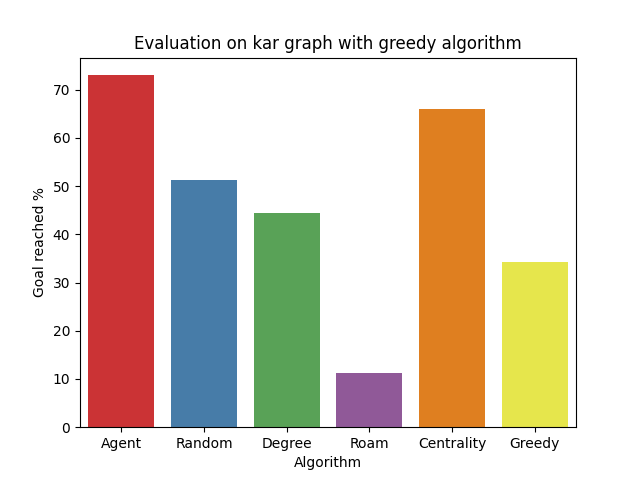 Evaluation on kar graph with greedy algorithm
Goal reached %
70
60
50
40
30
20
10
0
Agent Random Degree Roam Centrality Greedy
Algorithm